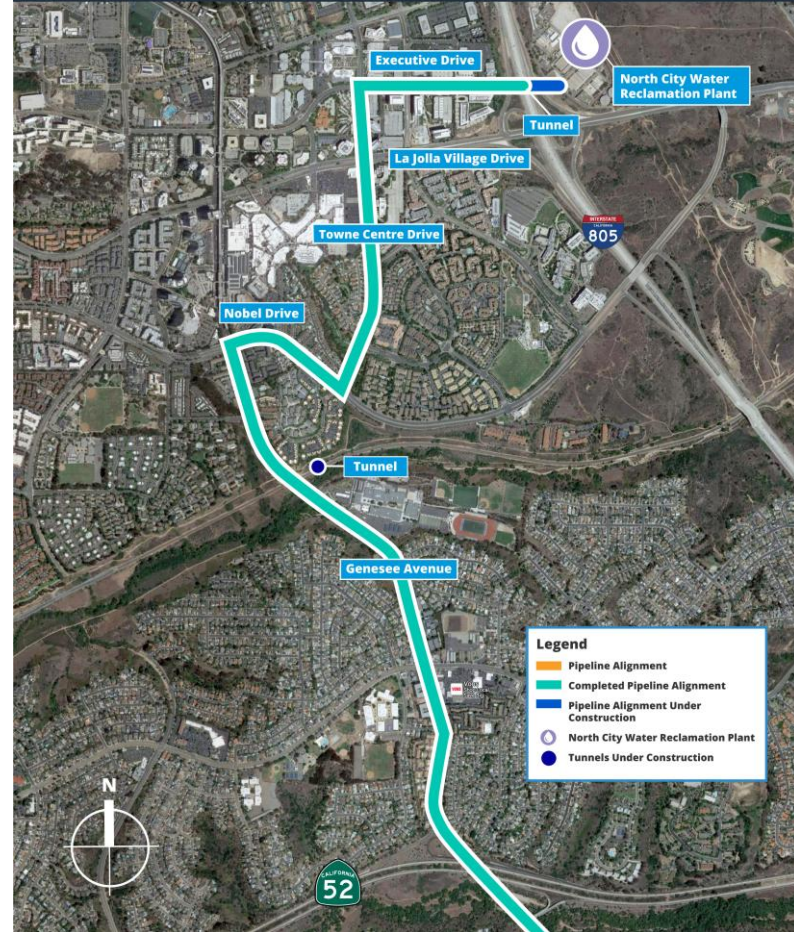 Executive Drive
North City Water
Reclamation Plant
Tunnel
La Jolla Village Drive
INTERSTATE
CALIFORNIA
805
Towne Centre Drive
Nobel Drive
Tunnel
Genesee Avenue
Legend
Pipeline Alignment
Completed Pipeline Alignment
Pipeline Alignment Under
Construction
North City Water Reclamation Plant
Tunnels Under Construction
N
CALIFORNIA
52